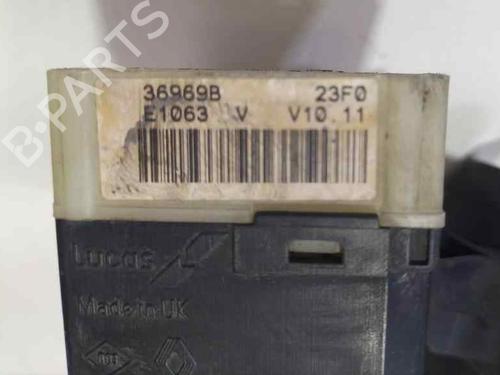 B-PARTS
36969B 23F0
E1063 V V10.11
Lucas
Made in UK